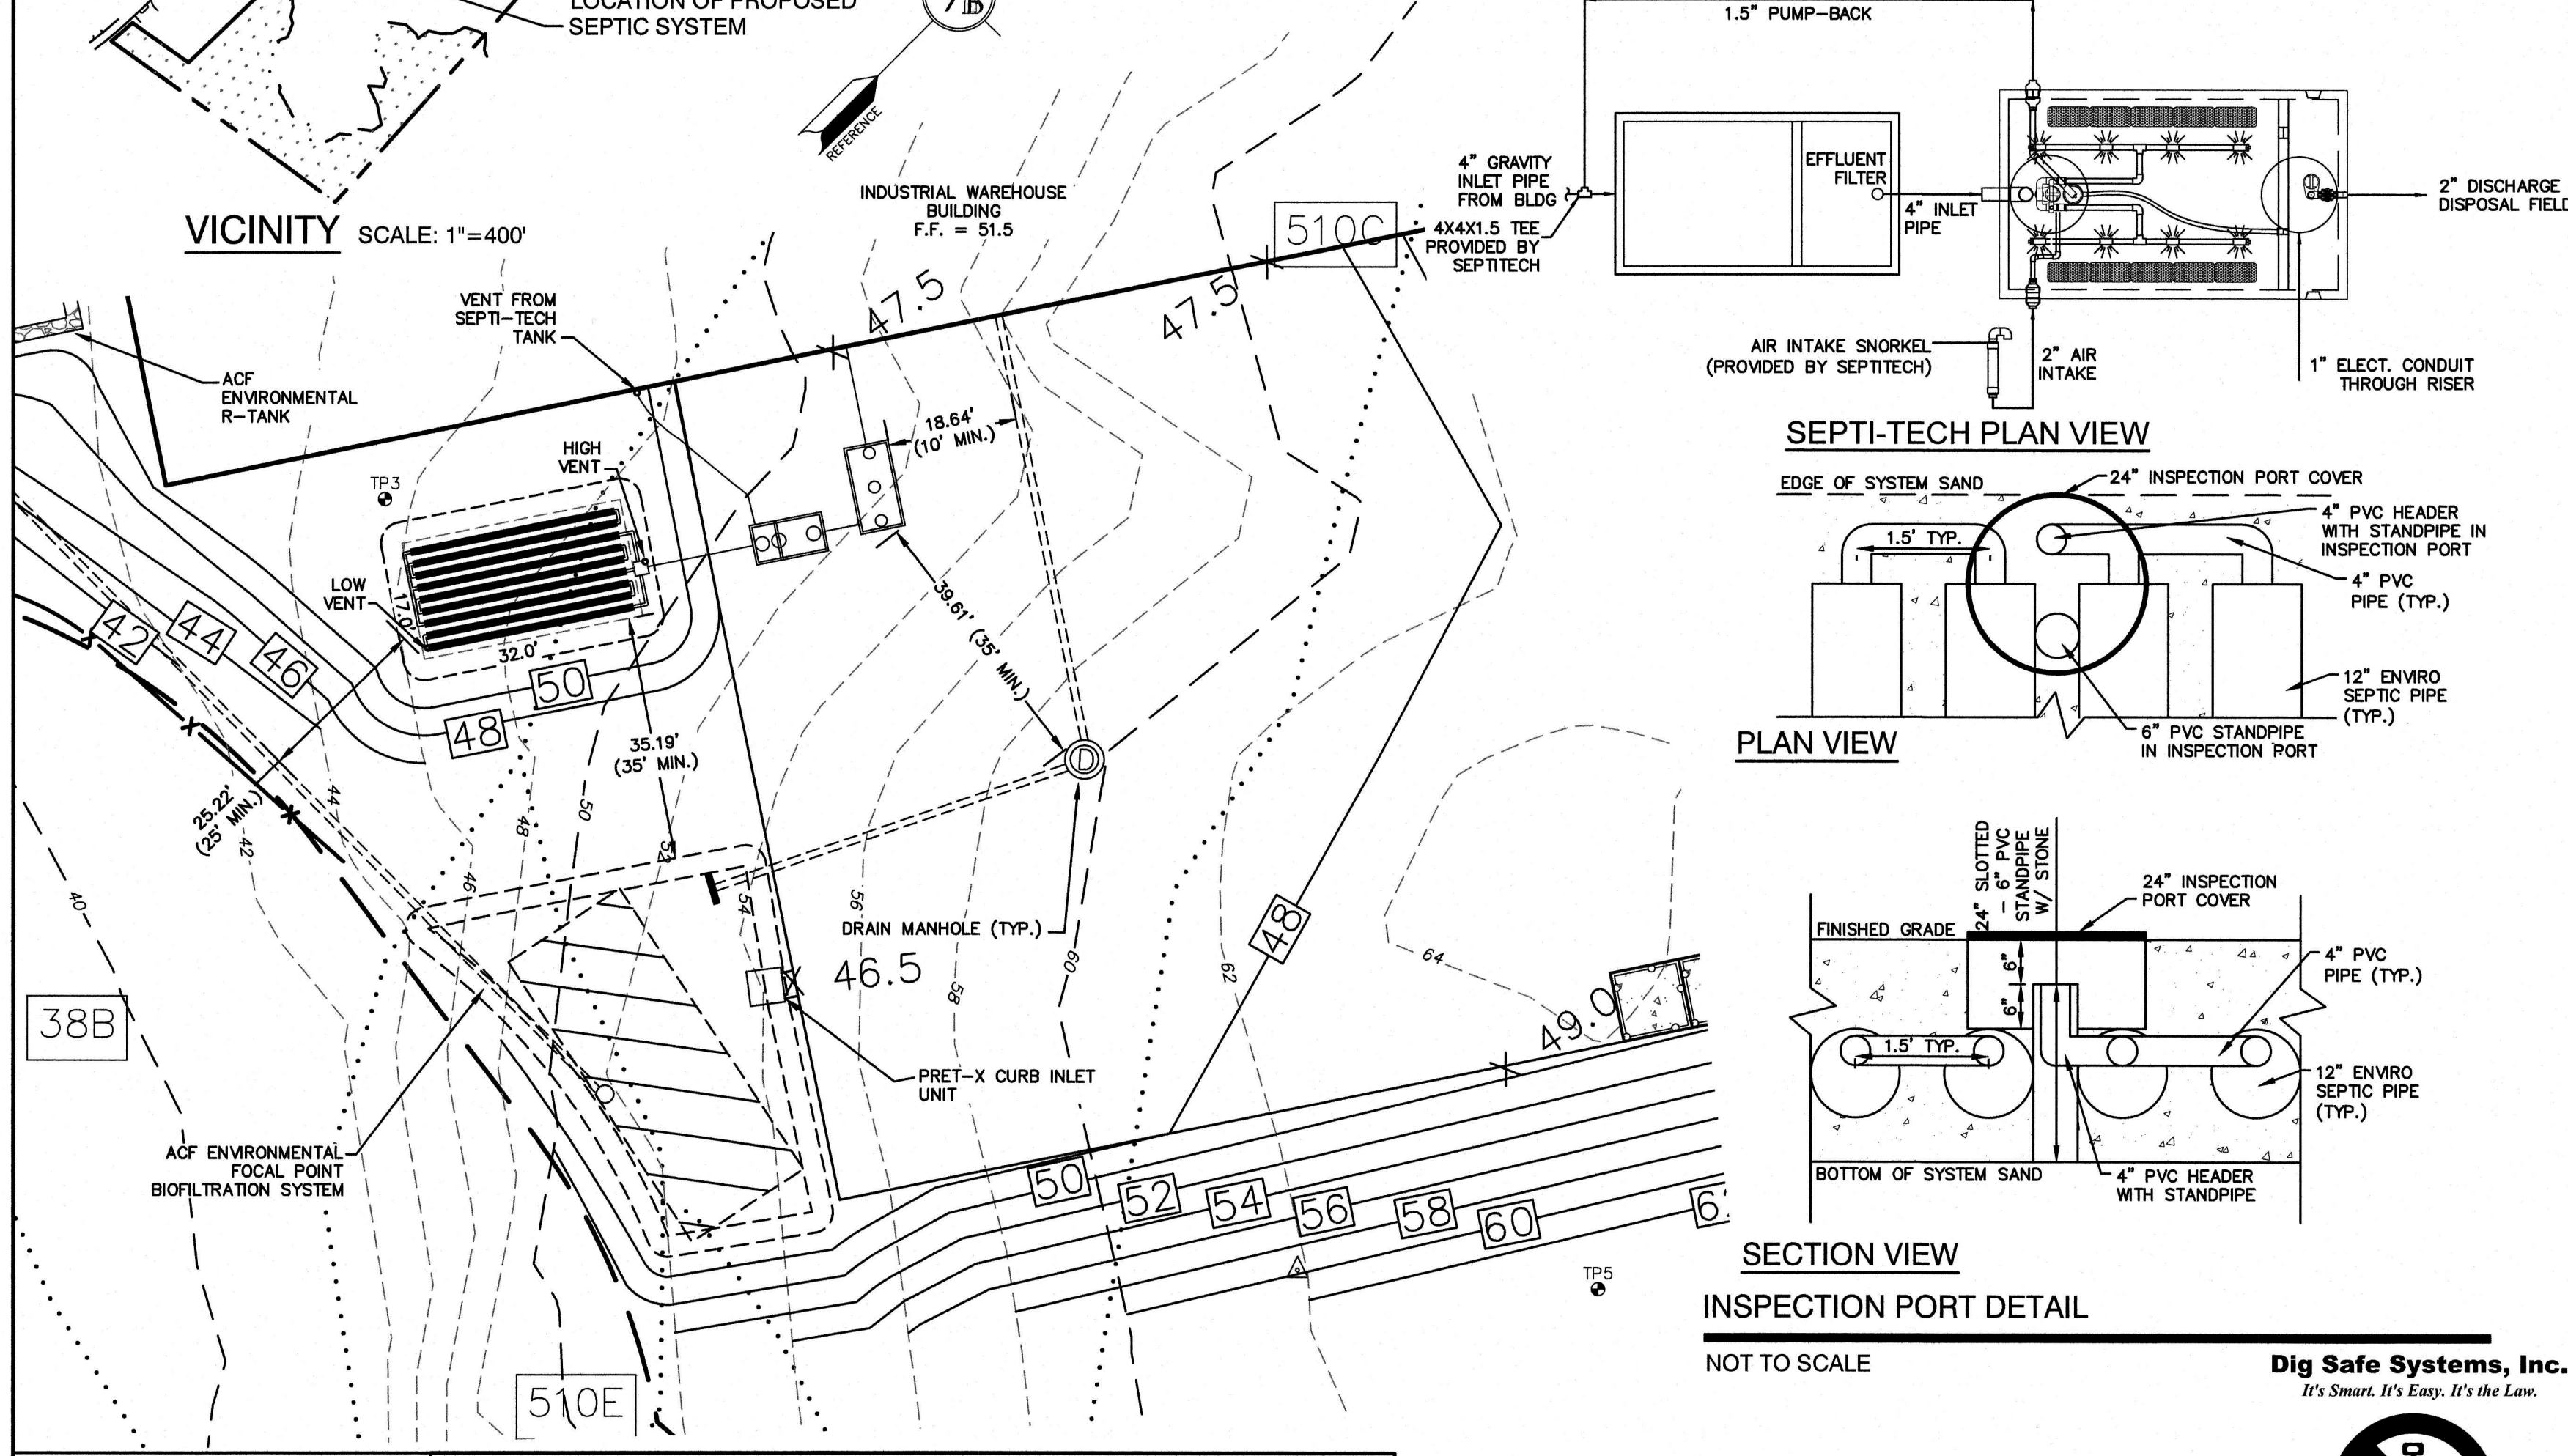 LOCATION OF PROPOSED
SEPTIC SYSTEM
VICINITY SCALE: 1"=400'
REFERENCE
INDUSTRIAL WAREHOUSE
BUILDING
F.F. = 51.5
510C
47.5
47.5
VENT FROM
SEPTI-TECH
TANK
ACF
ENVIRONMENTAL
R-TANK
TP3
HIGH
VENT
18.64'
(10' MIN.)
LOW
VENT
17.0'
32.0'
39.61' (35' MIN.)
42
44
46
50
48
35.19'
(35' MIN.)
25.22'
(25' MIN.)
40
42
44
46
48
50
52
54
56
58
60
62
64
DRAIN MANHOLE (TYP.)
D
46.5
48
49.0
38B
PRET-X CURB INLET
UNIT
ACF ENVIRONMENTAL
FOCAL POINT
BIOFILTRATION SYSTEM
50
52
54
56
58
60
TP5
510E
1.5" PUMP-BACK
4" GRAVITY
INLET PIPE
FROM BLDG
4X4X1.5 TEE
PROVIDED BY
SEPTITECH
EFFLUENT
FILTER
4" INLET
PIPE
2" DISCHARGE
DISPOSAL FIELD
AIR INTAKE SNORKEL
(PROVIDED BY SEPTITECH)
2" AIR
INTAKE
1" ELECT. CONDUIT
THROUGH RISER
SEPTI-TECH PLAN VIEW
EDGE OF SYSTEM SAND
24" INSPECTION PORT COVER
1.5' TYP.
4" PVC HEADER
WITH STANDPIPE IN
INSPECTION PORT
4" PVC
PIPE (TYP.)
12" ENVIRO
SEPTIC PIPE
(TYP.)
6" PVC STANDPIPE
IN INSPECTION PORT
PLAN VIEW
24" SLOTTED
- 6" PVC
STANDPIPE
W/ STONE
24" INSPECTION
PORT COVER
FINISHED GRADE
6"
6"
4" PVC
PIPE (TYP.)
1.5' TYP.
12" ENVIRO
SEPTIC PIPE
(TYP.)
BOTTOM OF SYSTEM SAND
4" PVC HEADER
WITH STANDPIPE
SECTION VIEW
INSPECTION PORT DETAIL
NOT TO SCALE
Dig Safe Systems, Inc.
It's Smart. It's Easy. It's the Law.